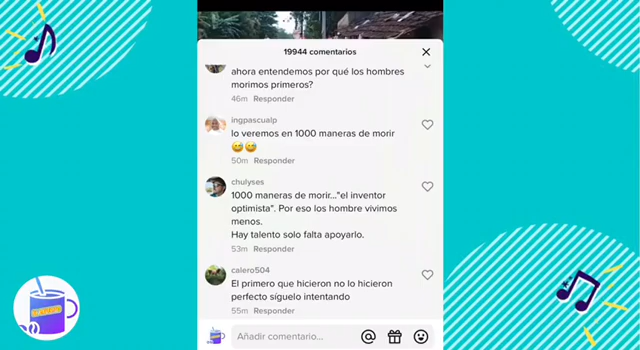 19944 comentarios
ahora entendemos por qué los hombres
morimos primeros?
46m Responder
ingpascualp
lo veremos en 1000 maneras de morir
😅😅
50m Responder
chulyses
1000 maneras de morir..."el inventor
optimista". Por eso los hombre vivimos
menos.
Hay talento solo falta apoyarlo.
53m Responder
calero504
El primero que hicieron no lo hicieron
perfecto síguelo intentando
55m Responder
Añadir comentario...